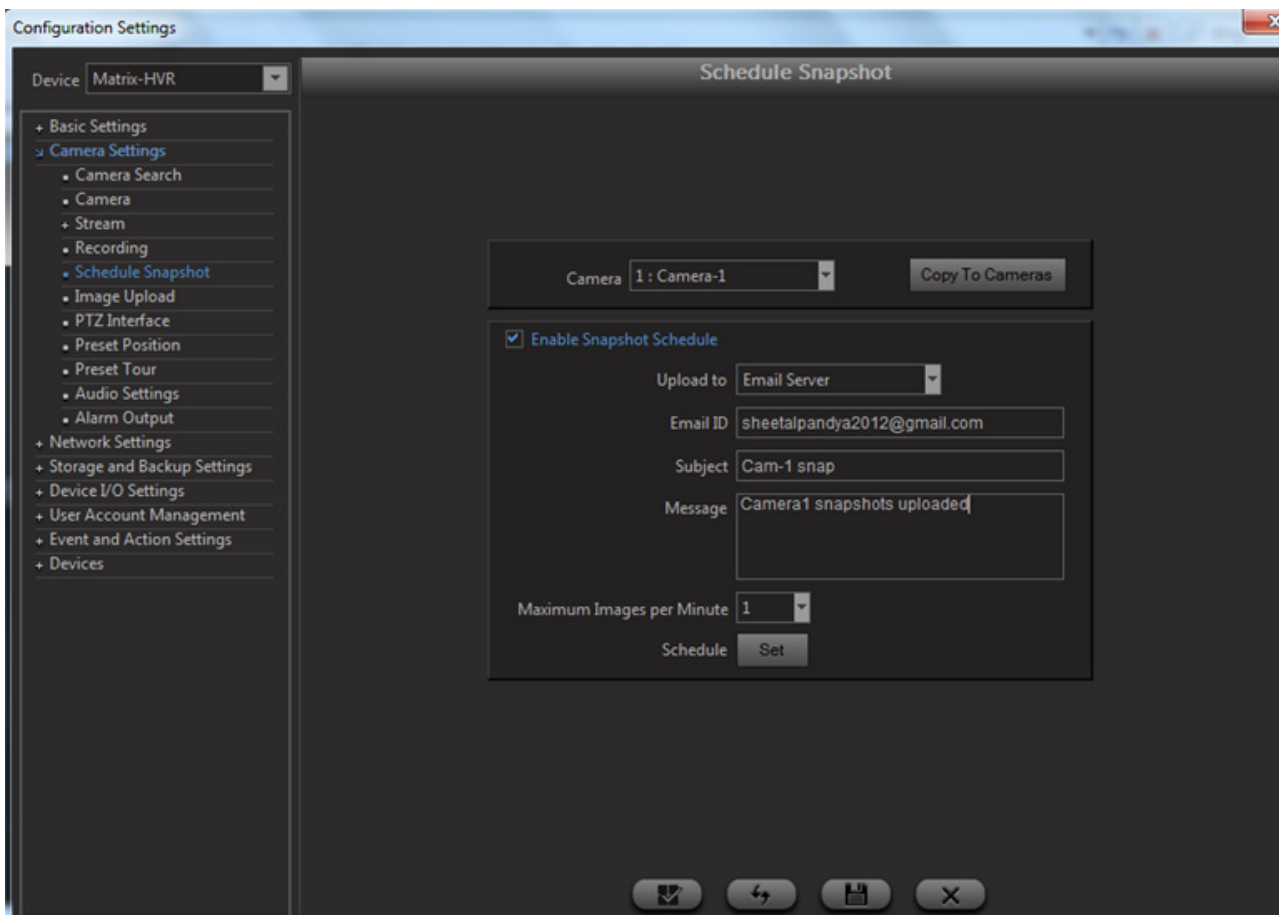 Configuration Settings
Device Matrix-HVR
Schedule Snapshot
+ Basic Settings
Camera Settings
Camera Search
Camera
+ Stream
Recording
Schedule Snapshot
Image Upload
PTZ Interface
Preset Position
Preset Tour
Audio Settings
Alarm Output
+ Network Settings
+ Storage and Backup Settings
+ Device I/O Settings
+ User Account Management
+ Event and Action Settings
+ Devices
Camera 1 : Camera-1
Copy To Cameras
Enable Snapshot Schedule
Upload to Email Server
Email ID sheetalpandya2012@gmail.com
Subject Cam-1 snap
Message Camera1 snapshots uploaded
Maximum Images per Minute 1
Schedule Set